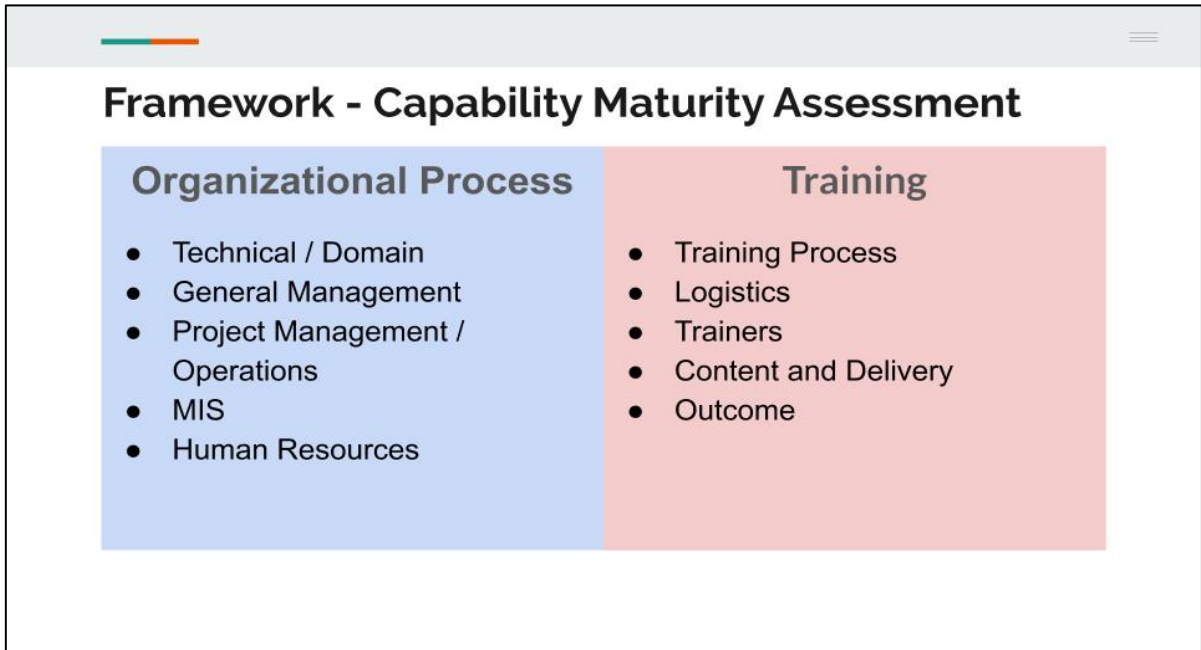 Framework - Capability Maturity Assessment
Organizational Process
● Technical / Domain
● General Management
● Project Management /
Operations
● MIS
● Human Resources
Training
● Training Process
● Logistics
● Trainers
● Content and Delivery
● Outcome